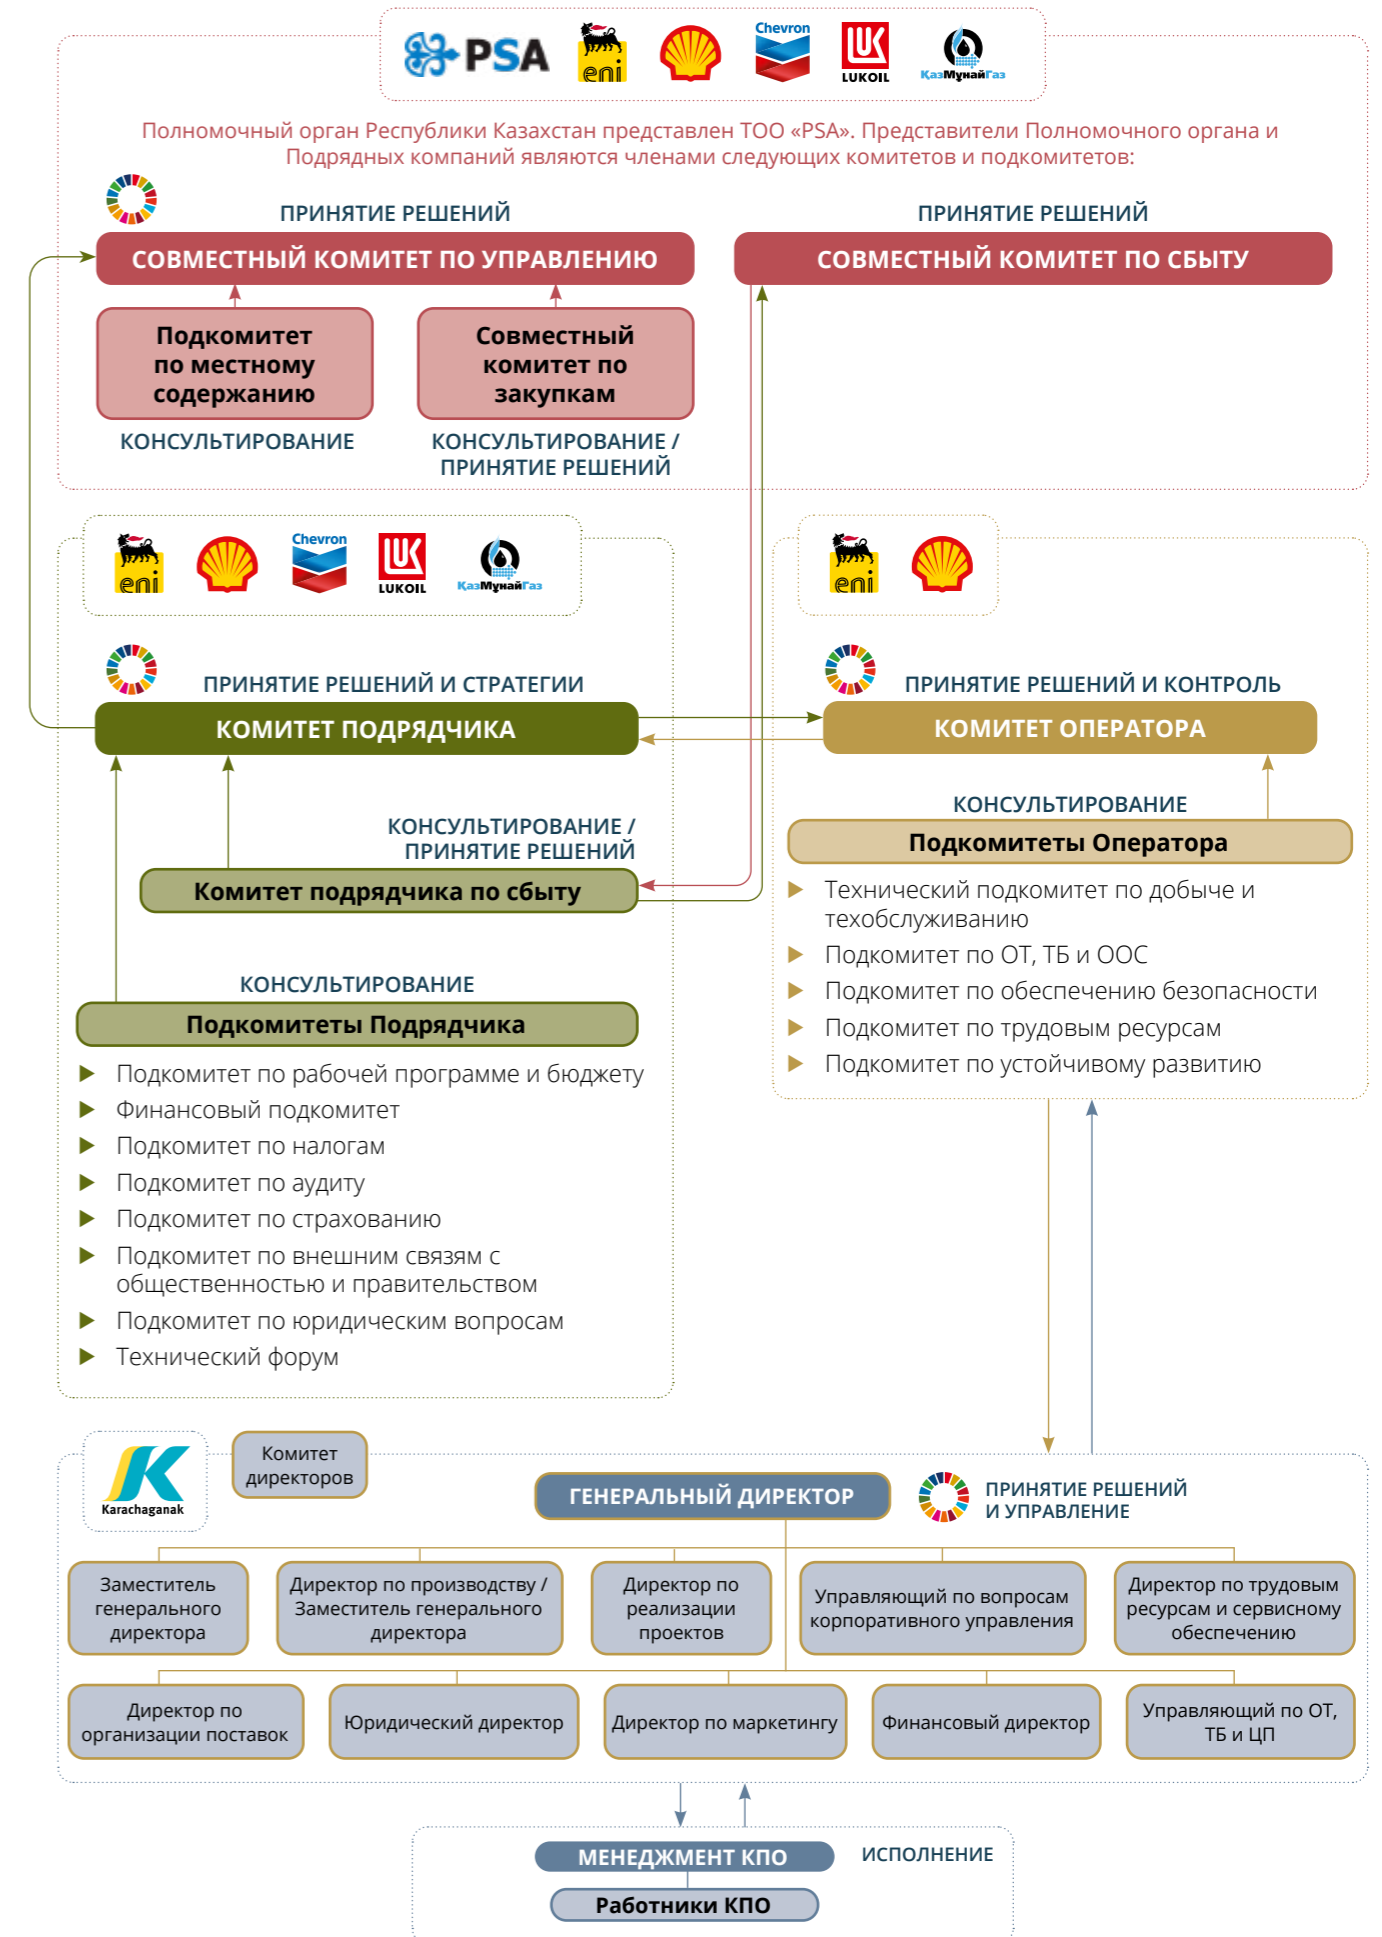 PSA
eni
Chevron
LUKOIL
ҚазМұнайГаз
Полномочный орган Республики Казахстан представлен ТОО «PSA». Представители Полномочного органа и
Подрядных компаний являются членами следующих комитетов и подкомитетов:
ПРИНЯТИЕ РЕШЕНИЙ
СОВМЕСТНЫЙ КОМИТЕТ ПО УПРАВЛЕНИЮ
ПРИНЯТИЕ РЕШЕНИЙ
СОВМЕСТНЫЙ КОМИТЕТ ПО СБЫТУ
Подкомитет
по местному
содержанию
КОНСУЛЬТИРОВАНИЕ
Совместный
комитет по
закупкам
КОНСУЛЬТИРОВАНИЕ /
ПРИНЯТИЕ РЕШЕНИЙ
eni
Chevron
LUKOIL
ҚазМұнайГаз
ПРИНЯТИЕ РЕШЕНИЙ И СТРАТЕГИИ
КОМИТЕТ ПОДРЯДЧИКА
КОНСУЛЬТИРОВАНИЕ /
ПРИНЯТИЕ РЕШЕНИЙ
Комитет подрядчика по сбыту
КОНСУЛЬТИРОВАНИЕ
Подкомитеты Подрядчика
Подкомитет по рабочей программе и бюджету
Финансовый подкомитет
Подкомитет по налогам
Подкомитет по аудиту
Подкомитет по страхованию
Подкомитет по внешним связям с
общественностью и правительством
Подкомитет по юридическим вопросам
Технический форум
eni
ПРИНЯТИЕ РЕШЕНИЙ И КОНТРОЛЬ
КОМИТЕТ ОПЕРАТОРА
КОНСУЛЬТИРОВАНИЕ
Подкомитеты Оператора
Технический подкомитет по добыче и
техобслуживанию
Подкомитет по ОТ, ТБ и ООС
Подкомитет по обеспечению безопасности
Подкомитет по трудовым ресурсам
Подкомитет по устойчивому развитию
Karachaganak
Комитет
директоров
ГЕНЕРАЛЬНЫЙ ДИРЕКТОР
ПРИНЯТИЕ РЕШЕНИЙ
И УПРАВЛЕНИЕ
Заместитель
генерального
директора
Директор по производству /
Заместитель генерального
директора
Директор по
реализации
проектов
Управляющий по вопросам
корпоративного управления
Директор по трудовым
ресурсам и сервисному
обеспечению
Директор по
организации поставок
Юридический директор
Директор по маркетингу
Финансовый директор
Управляющий по ОТ,
ТБ и ЦП
МЕНЕДЖМЕНТ КПО
ИСПОЛНЕНИЕ
Работники КПО